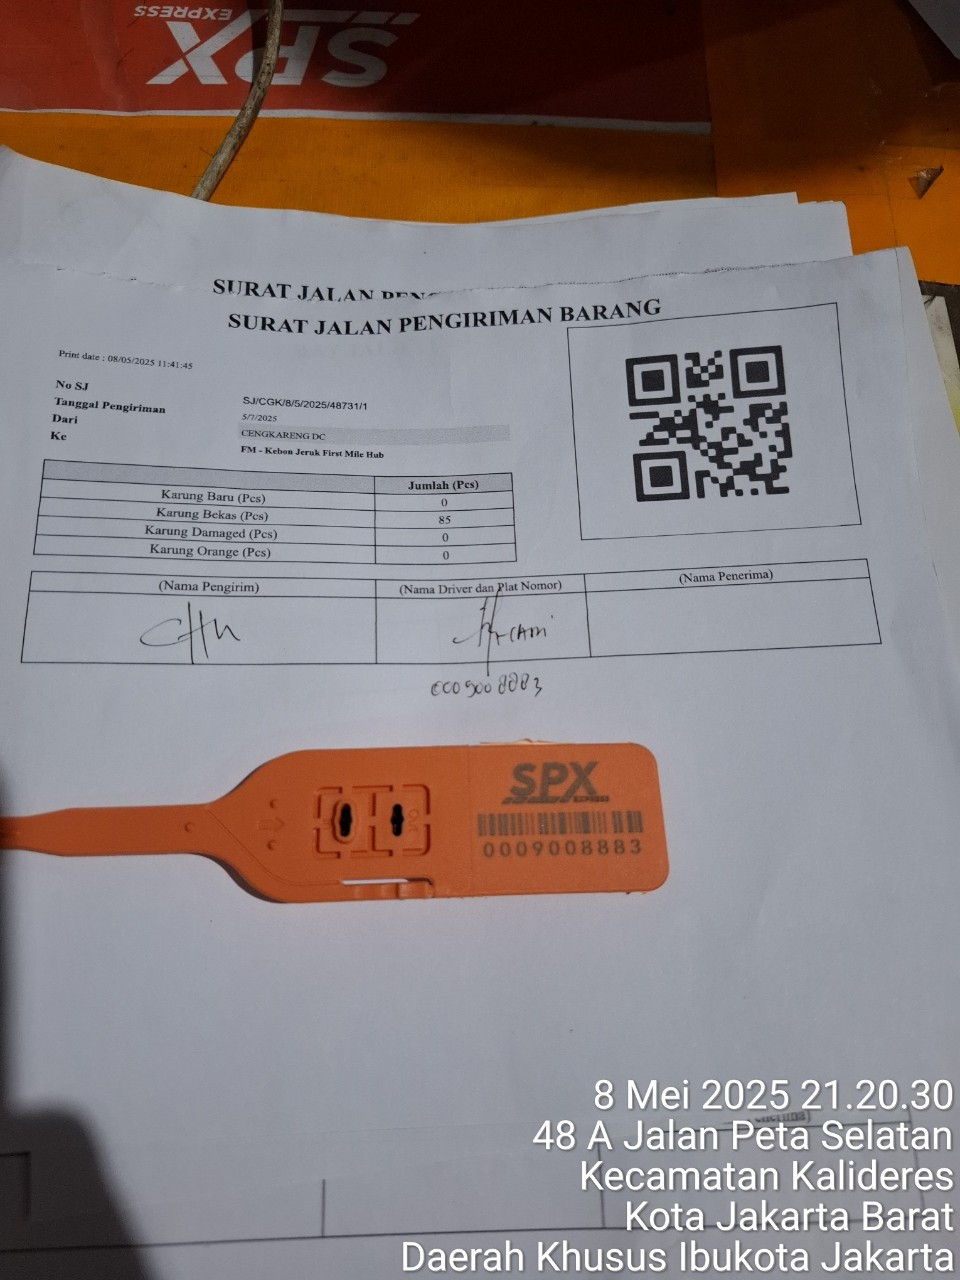 SPX
EXPRESS
SURAT JALAN
SURAT JALAN PENGIRIMAN BARANG
Print date : 08/05/2025 11:41:45
No SJ
SJ/CGK/8/5/2025/48731/1
Tanggal Pengiriman
5/7/2025
Dari
CENGKARENG DC
Ke
FM - Kebon Jeruk First Mile Hub
Jumlah (Pcs)
Karung Baru (Pcs) 0
Karung Bekas (Pcs) 85
Karung Damaged (Pcs) 0
Karung Orange (Pcs) 0
(Nama Pengirim) (Nama Driver dan Plat Nomor) (Nama Penerima)
0009008883
SPX
EXPRESS
0009008883
8 Mei 2025 21.20.30
48 A Jalan Peta Selatan
Kecamatan Kalideres
Kota Jakarta Barat
Daerah Khusus Ibukota Jakarta